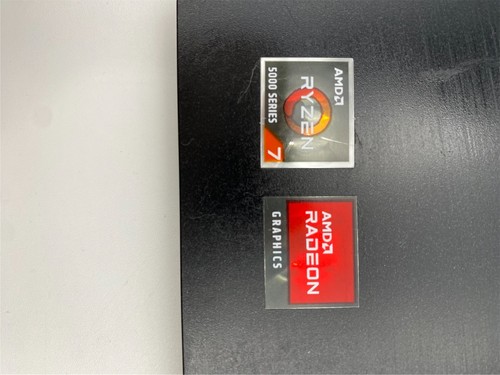 AMD
RYZEN
7
5000 SERIES
AMD
RADEON
GRAPHICS